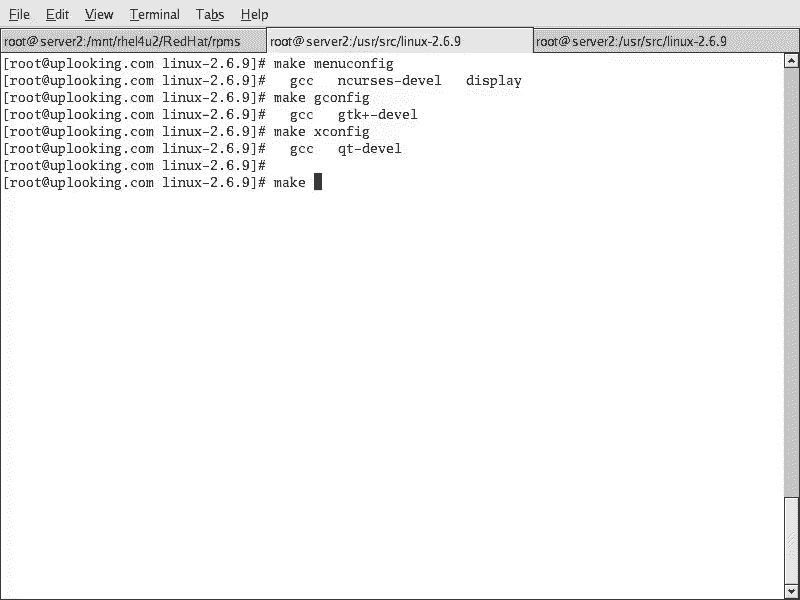 File Edit View Terminal Tabs Help
root@server2:/mnt/rhel4u2/RedHat/rpms root@server2:/usr/src/linux-2.6.9 root@server2:/usr/src/linux-2.6.9
[root@uplooking.com linux-2.6.9]# make menuconfig
[root@uplooking.com linux-2.6.9]#   gcc   ncurses-devel   display
[root@uplooking.com linux-2.6.9]# make gconfig
[root@uplooking.com linux-2.6.9]#   gcc   gtk+-devel
[root@uplooking.com linux-2.6.9]# make xconfig
[root@uplooking.com linux-2.6.9]#   gcc   qt-devel
[root@uplooking.com linux-2.6.9]#
[root@uplooking.com linux-2.6.9]# make